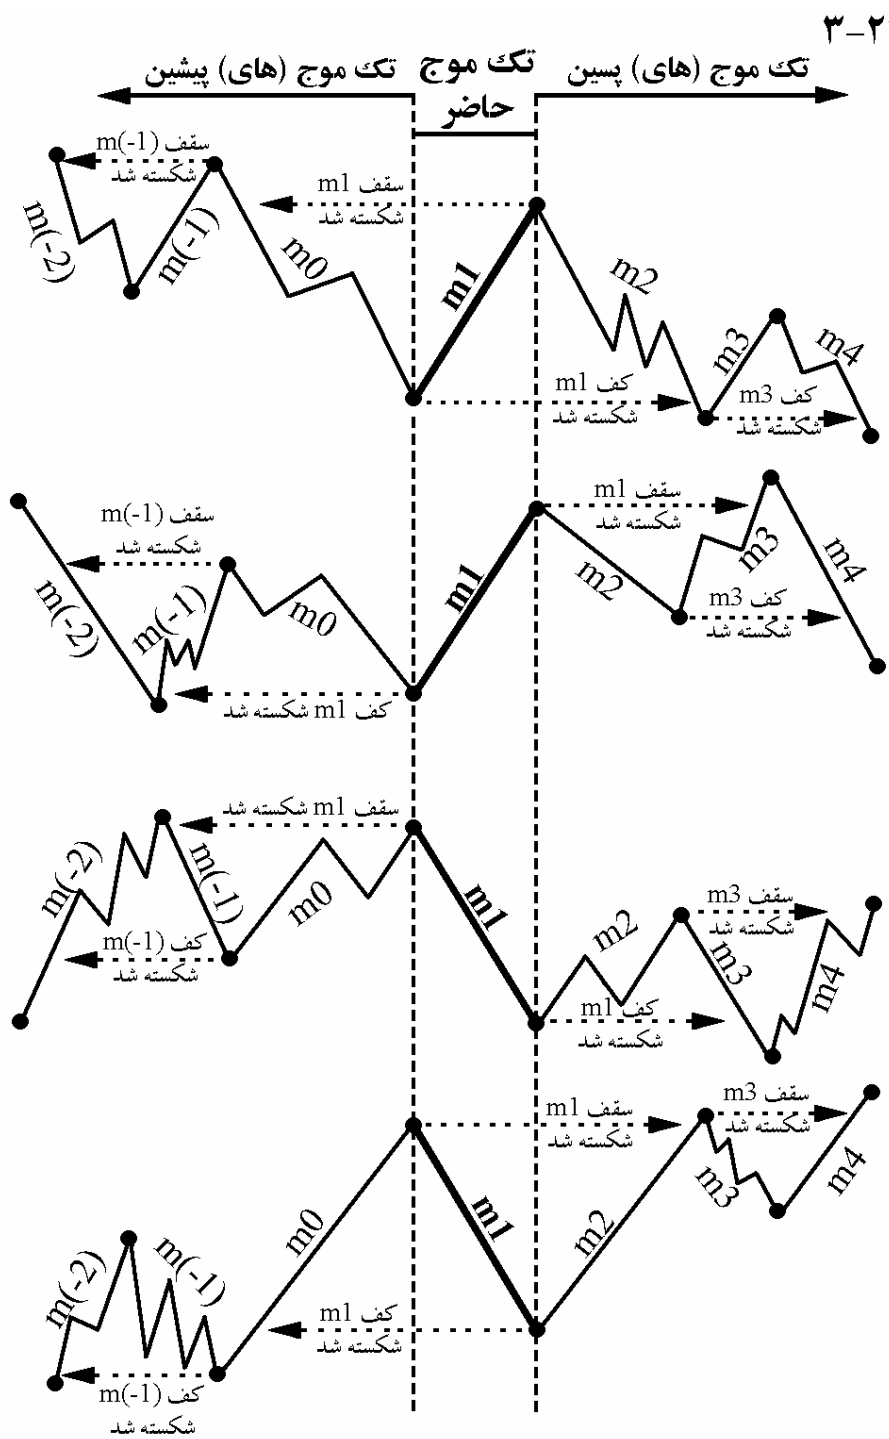 ۳-۲
تک موج (های) پیشین
تک موج
حاضر
تک موج (های) پسین
سقف m(-1)
شکسته شد
سقف m1
شکسته شد
m(-2)
m(-1)
m0
m1
m2
m3
m4
کف m1
شکسته شد
کف m3
شکسته شد
سقف m(-1)
شکسته شد
سقف m1
شکسته شد
m(-2)
m(-1)
m0
m1
m2
m3
m4
کف m3
شکسته شد
کف m1 شکسته شد
سقف m1 شکسته شد
m(-2)
m(-1)
m0
m1
m2
m3
m4
سقف m3
شکسته شد
کف m(-1)
شکسته شد
کف m1
شکسته شد
سقف m1
شکسته شد
سقف m3
شکسته شد
m(-2)
m(-1)
m0
m1
m2
m3
m4
کف m1
شکسته شد
کف m(-1)
شکسته شد